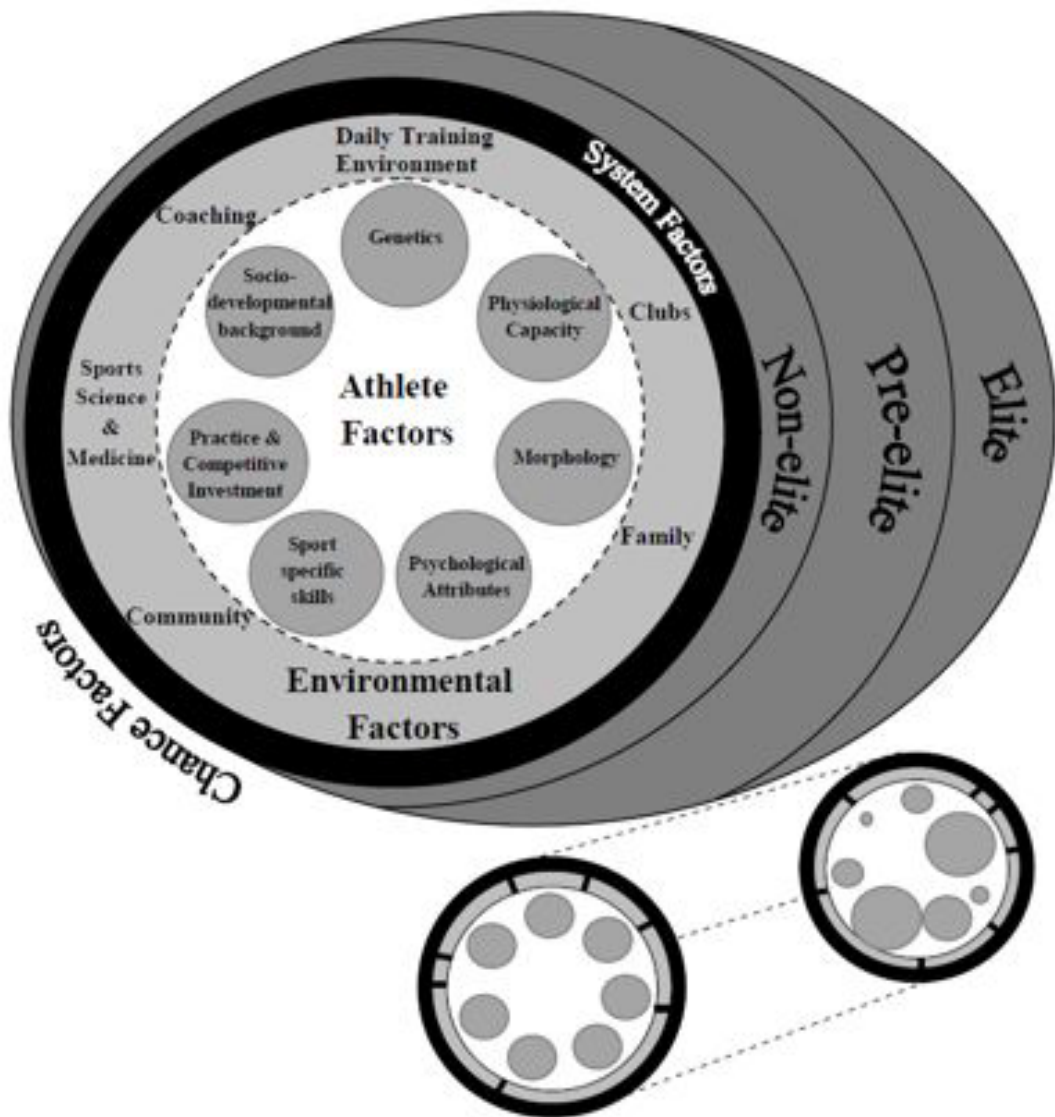 Daily Training
Environment
System Factors
Coaching
Genetics
Socio-
developmental
background
Physiological
Capacity
Clubs
Athlete
Factors
Sports
Science
&
Medicine
Practice &
Competitive
Investment
Morphology
Family
Sport
specific
skills
Psychological
Attributes
Community
Environmental
Factors
Chance Factors
Non-elite
Pre-elite
Elite